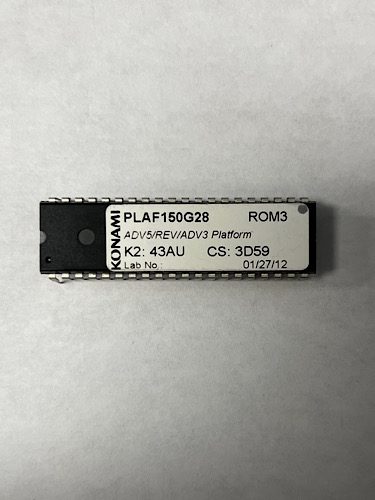 KONAMI
PLAF150G28 ROM3
ADV5/REV/ADV3 Platform
K2: 43AU CS: 3D59
Lab No.: 01/27/12